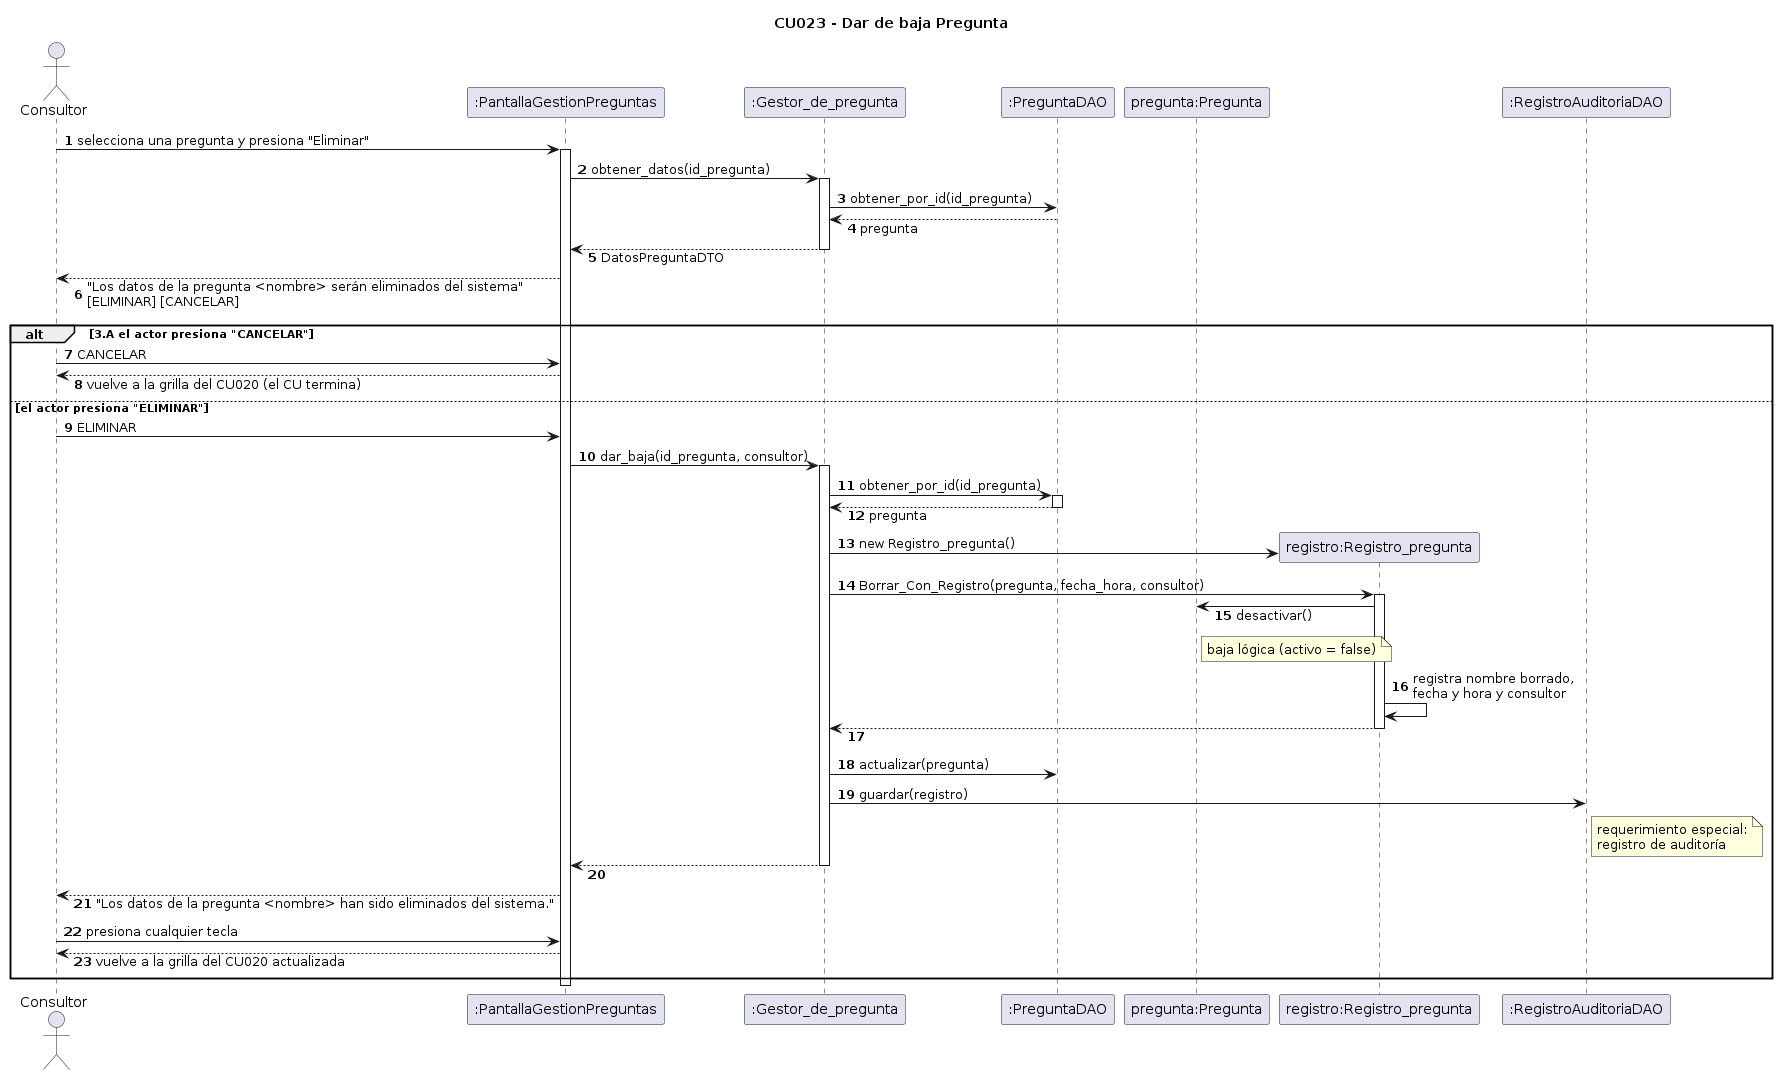 CU023 - Dar de baja Pregunta
Consultor
:PantallaGestionPreguntas
:Gestor_de_pregunta
:PreguntaDAO
pregunta:Pregunta
:RegistroAuditoriaDAO
1 selecciona una pregunta y presiona "Eliminar"
2 obtener_datos(id_pregunta)
3 obtener_por_id(id_pregunta)
4 pregunta
5 DatosPreguntaDTO
6 "Los datos de la pregunta <nombre> serán eliminados del sistema"
[ELIMINAR] [CANCELAR]
alt [3.A el actor presiona "CANCELAR"]
7 CANCELAR
8 vuelve a la grilla del CU020 (el CU termina)
[el actor presiona "ELIMINAR"]
9 ELIMINAR
10 dar_baja(id_pregunta, consultor)
11 obtener_por_id(id_pregunta)
12 pregunta
13 new Registro_pregunta()
registro:Registro_pregunta
14 Borrar_Con_Registro(pregunta, fecha_hora, consultor)
15 desactivar()
baja lógica (activo = false)
16 registra nombre borrado,
fecha y hora y consultor
17
18 actualizar(pregunta)
19 guardar(registro)
requerimiento especial:
registro de auditoría
20
21 "Los datos de la pregunta <nombre> han sido eliminados del sistema."
22 presiona cualquier tecla
23 vuelve a la grilla del CU020 actualizada
Consultor
:PantallaGestionPreguntas
:Gestor_de_pregunta
:PreguntaDAO
pregunta:Pregunta
registro:Registro_pregunta
:RegistroAuditoriaDAO